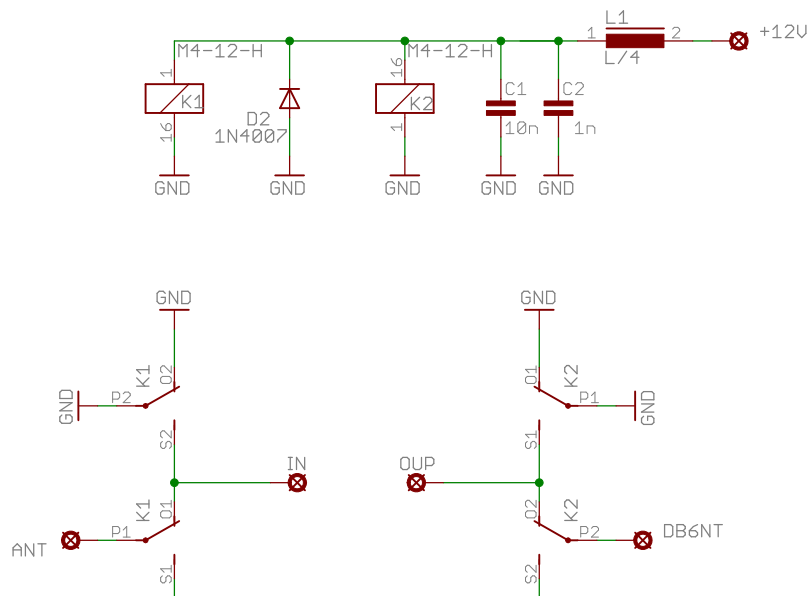 L1
+12V
1
2
L/4
M4-12-H
M4-12-H
1
K1
16
D2
1N4007
16
K2
1
C1
10n
C2
1n
GND
GND
GND
GND
GND
GND
GND
K1
O2
P2
GND
S2
O1
K2
P1
GND
S1
IN
OUP
K1
O1
P1
ANT
S1
O2
K2
P2
DB6NT
S2